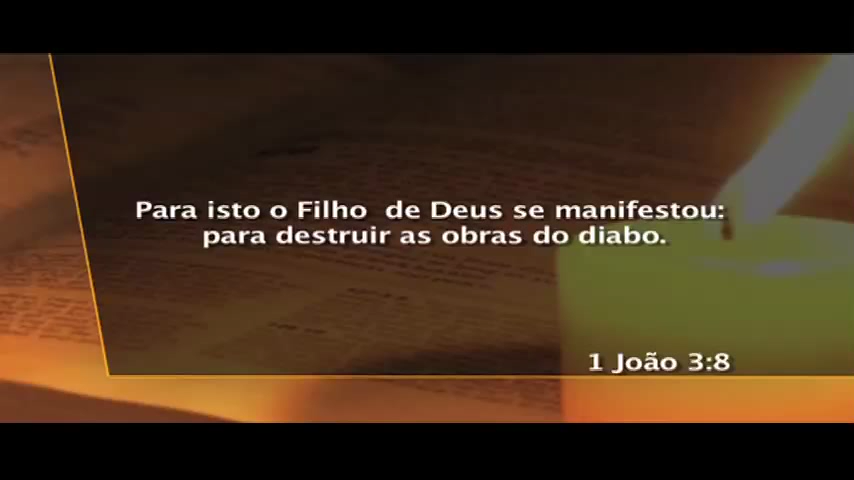 Para isto o Filho de Deus se manifestou:
para destruir as obras do diabo.
1 João 3:8